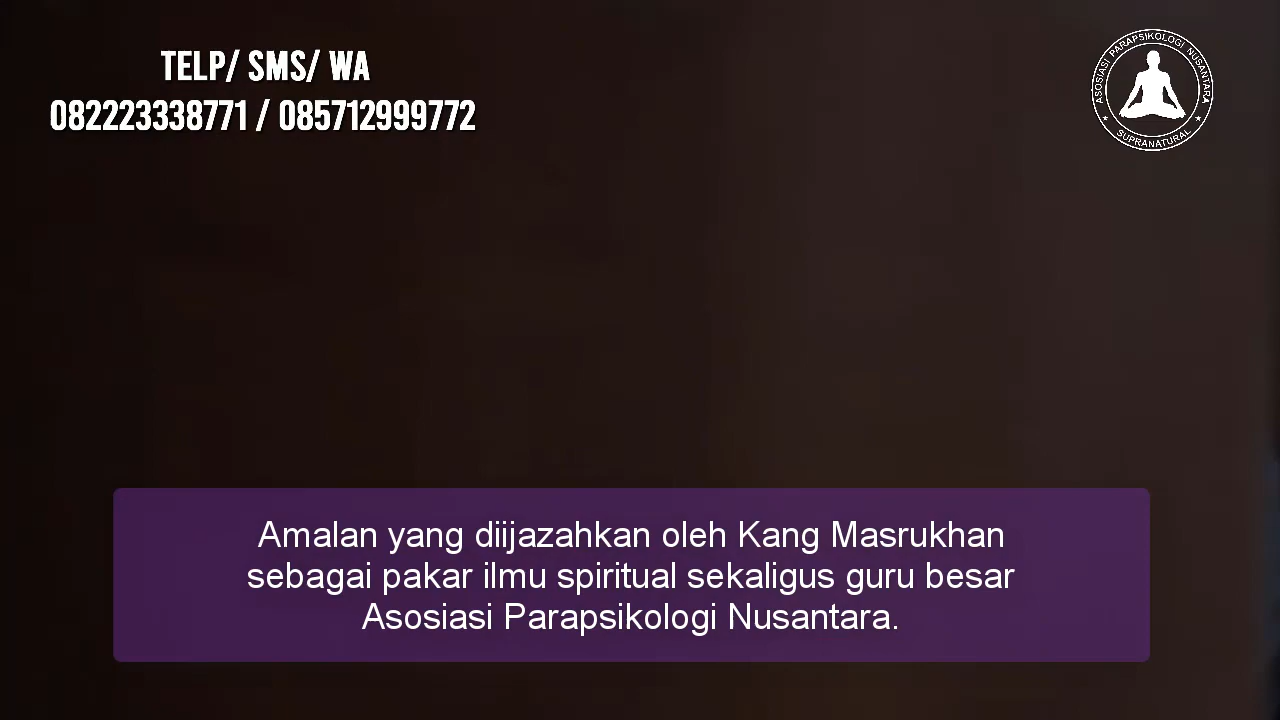 TELP/ SMS/ WA
082223338771 / 085712999772
ASOSIASI PARAPSIKOLOGI NUSANTARA
SUPRANATURAL
Amalan yang diijazahkan oleh Kang Masrukhan
sebagai pakar ilmu spiritual sekaligus guru besar
Asosiasi Parapsikologi Nusantara.